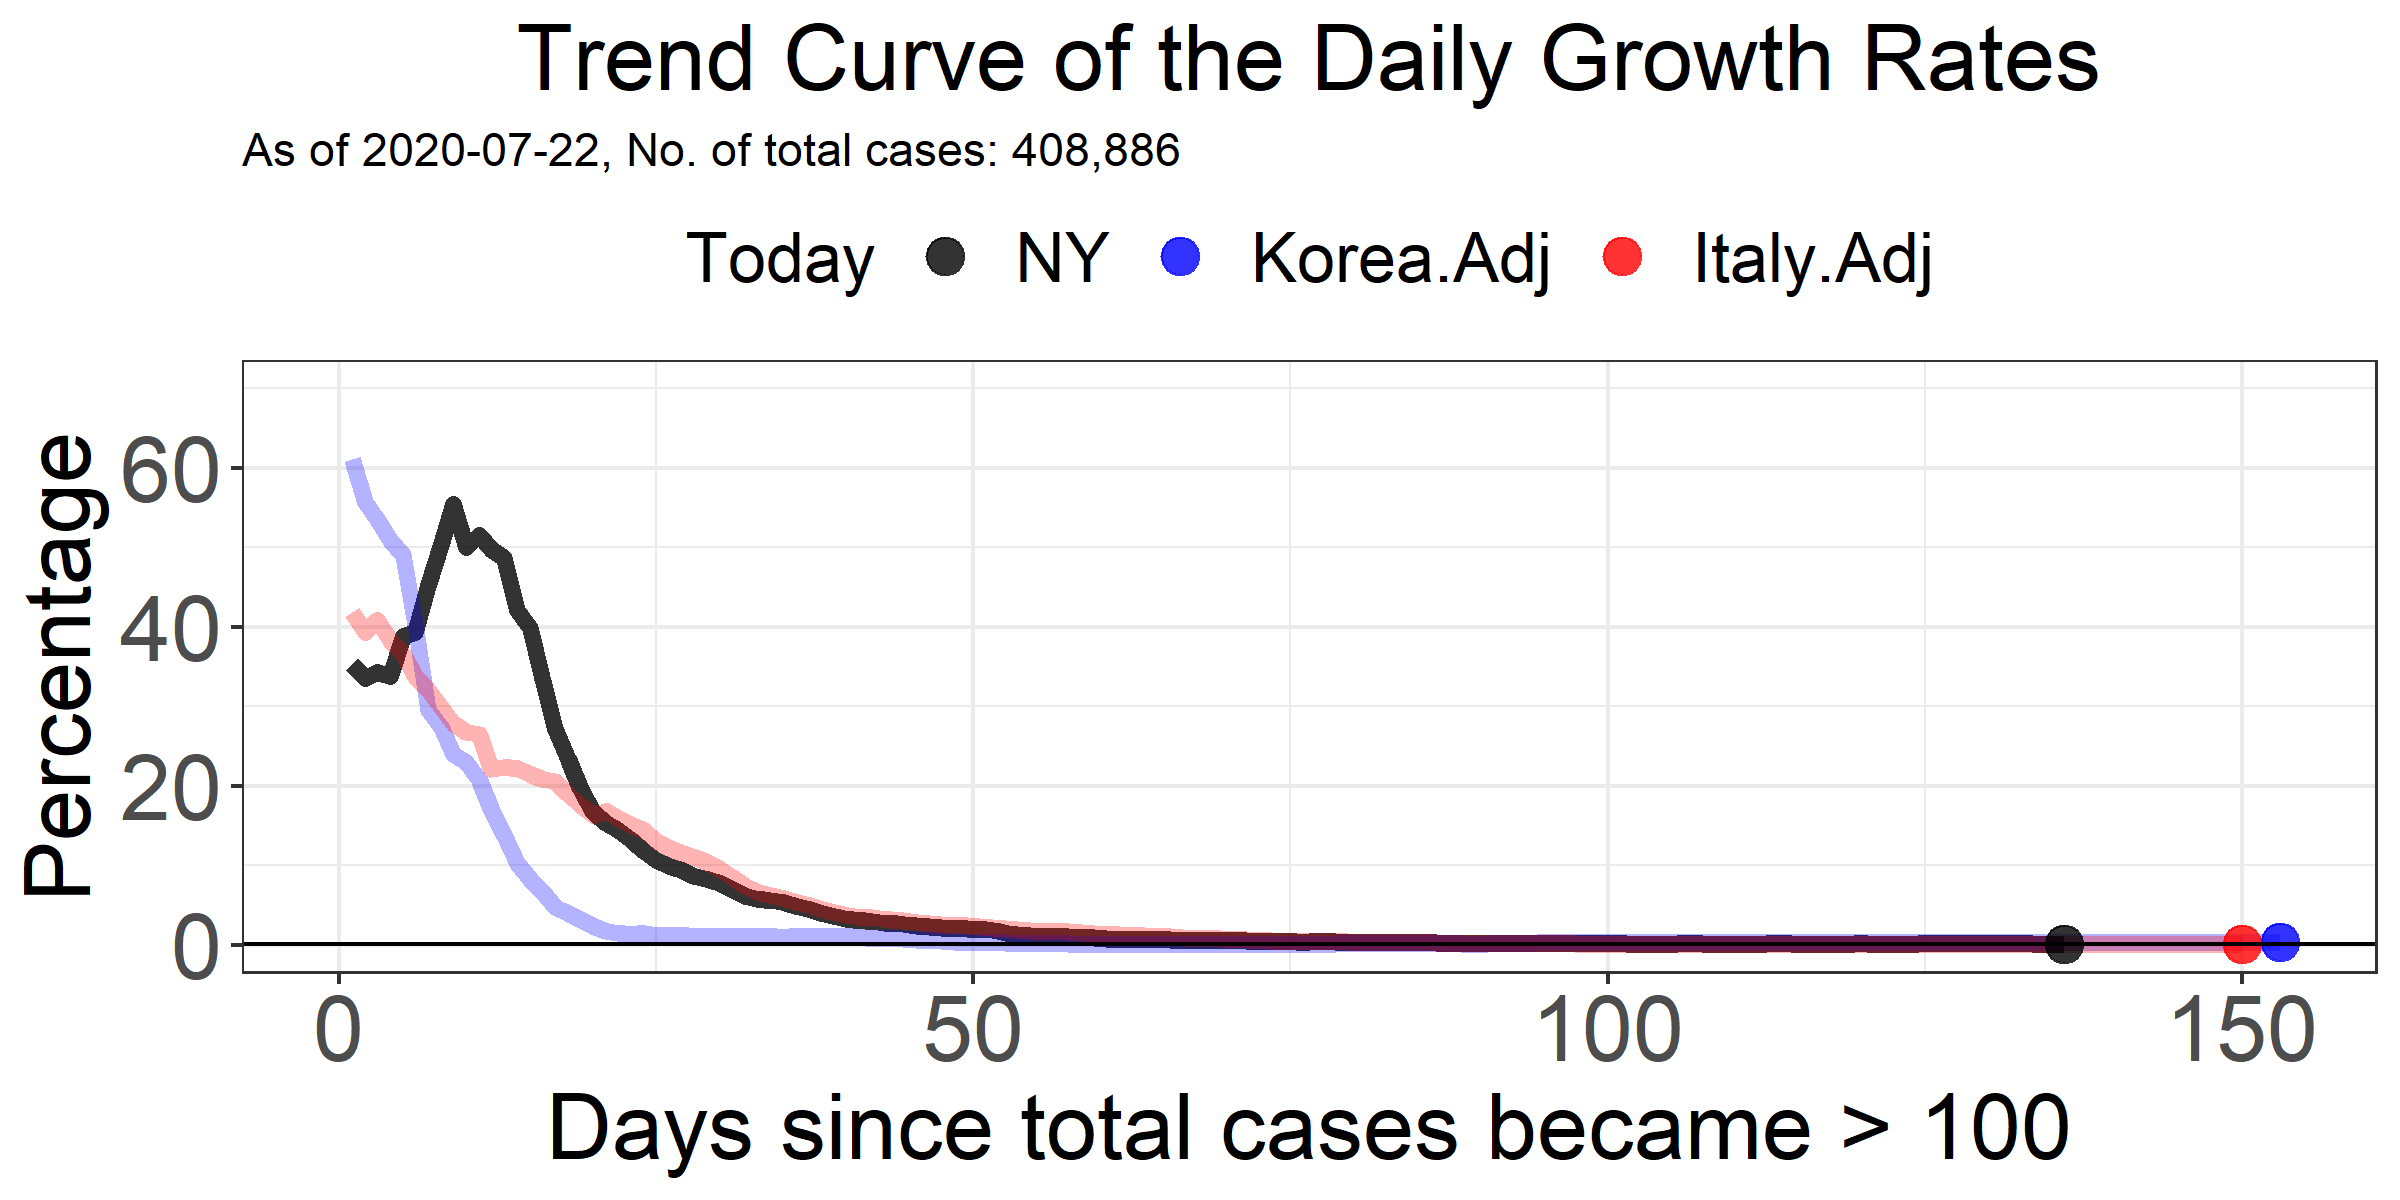 Trend Curve of the Daily Growth Rates
As of 2020-07-22, No. of total cases: 408,886
Today NY Korea.Adj Italy.Adj
Percentage
60
40
20
0
0 50 100 150
Days since total cases became > 100